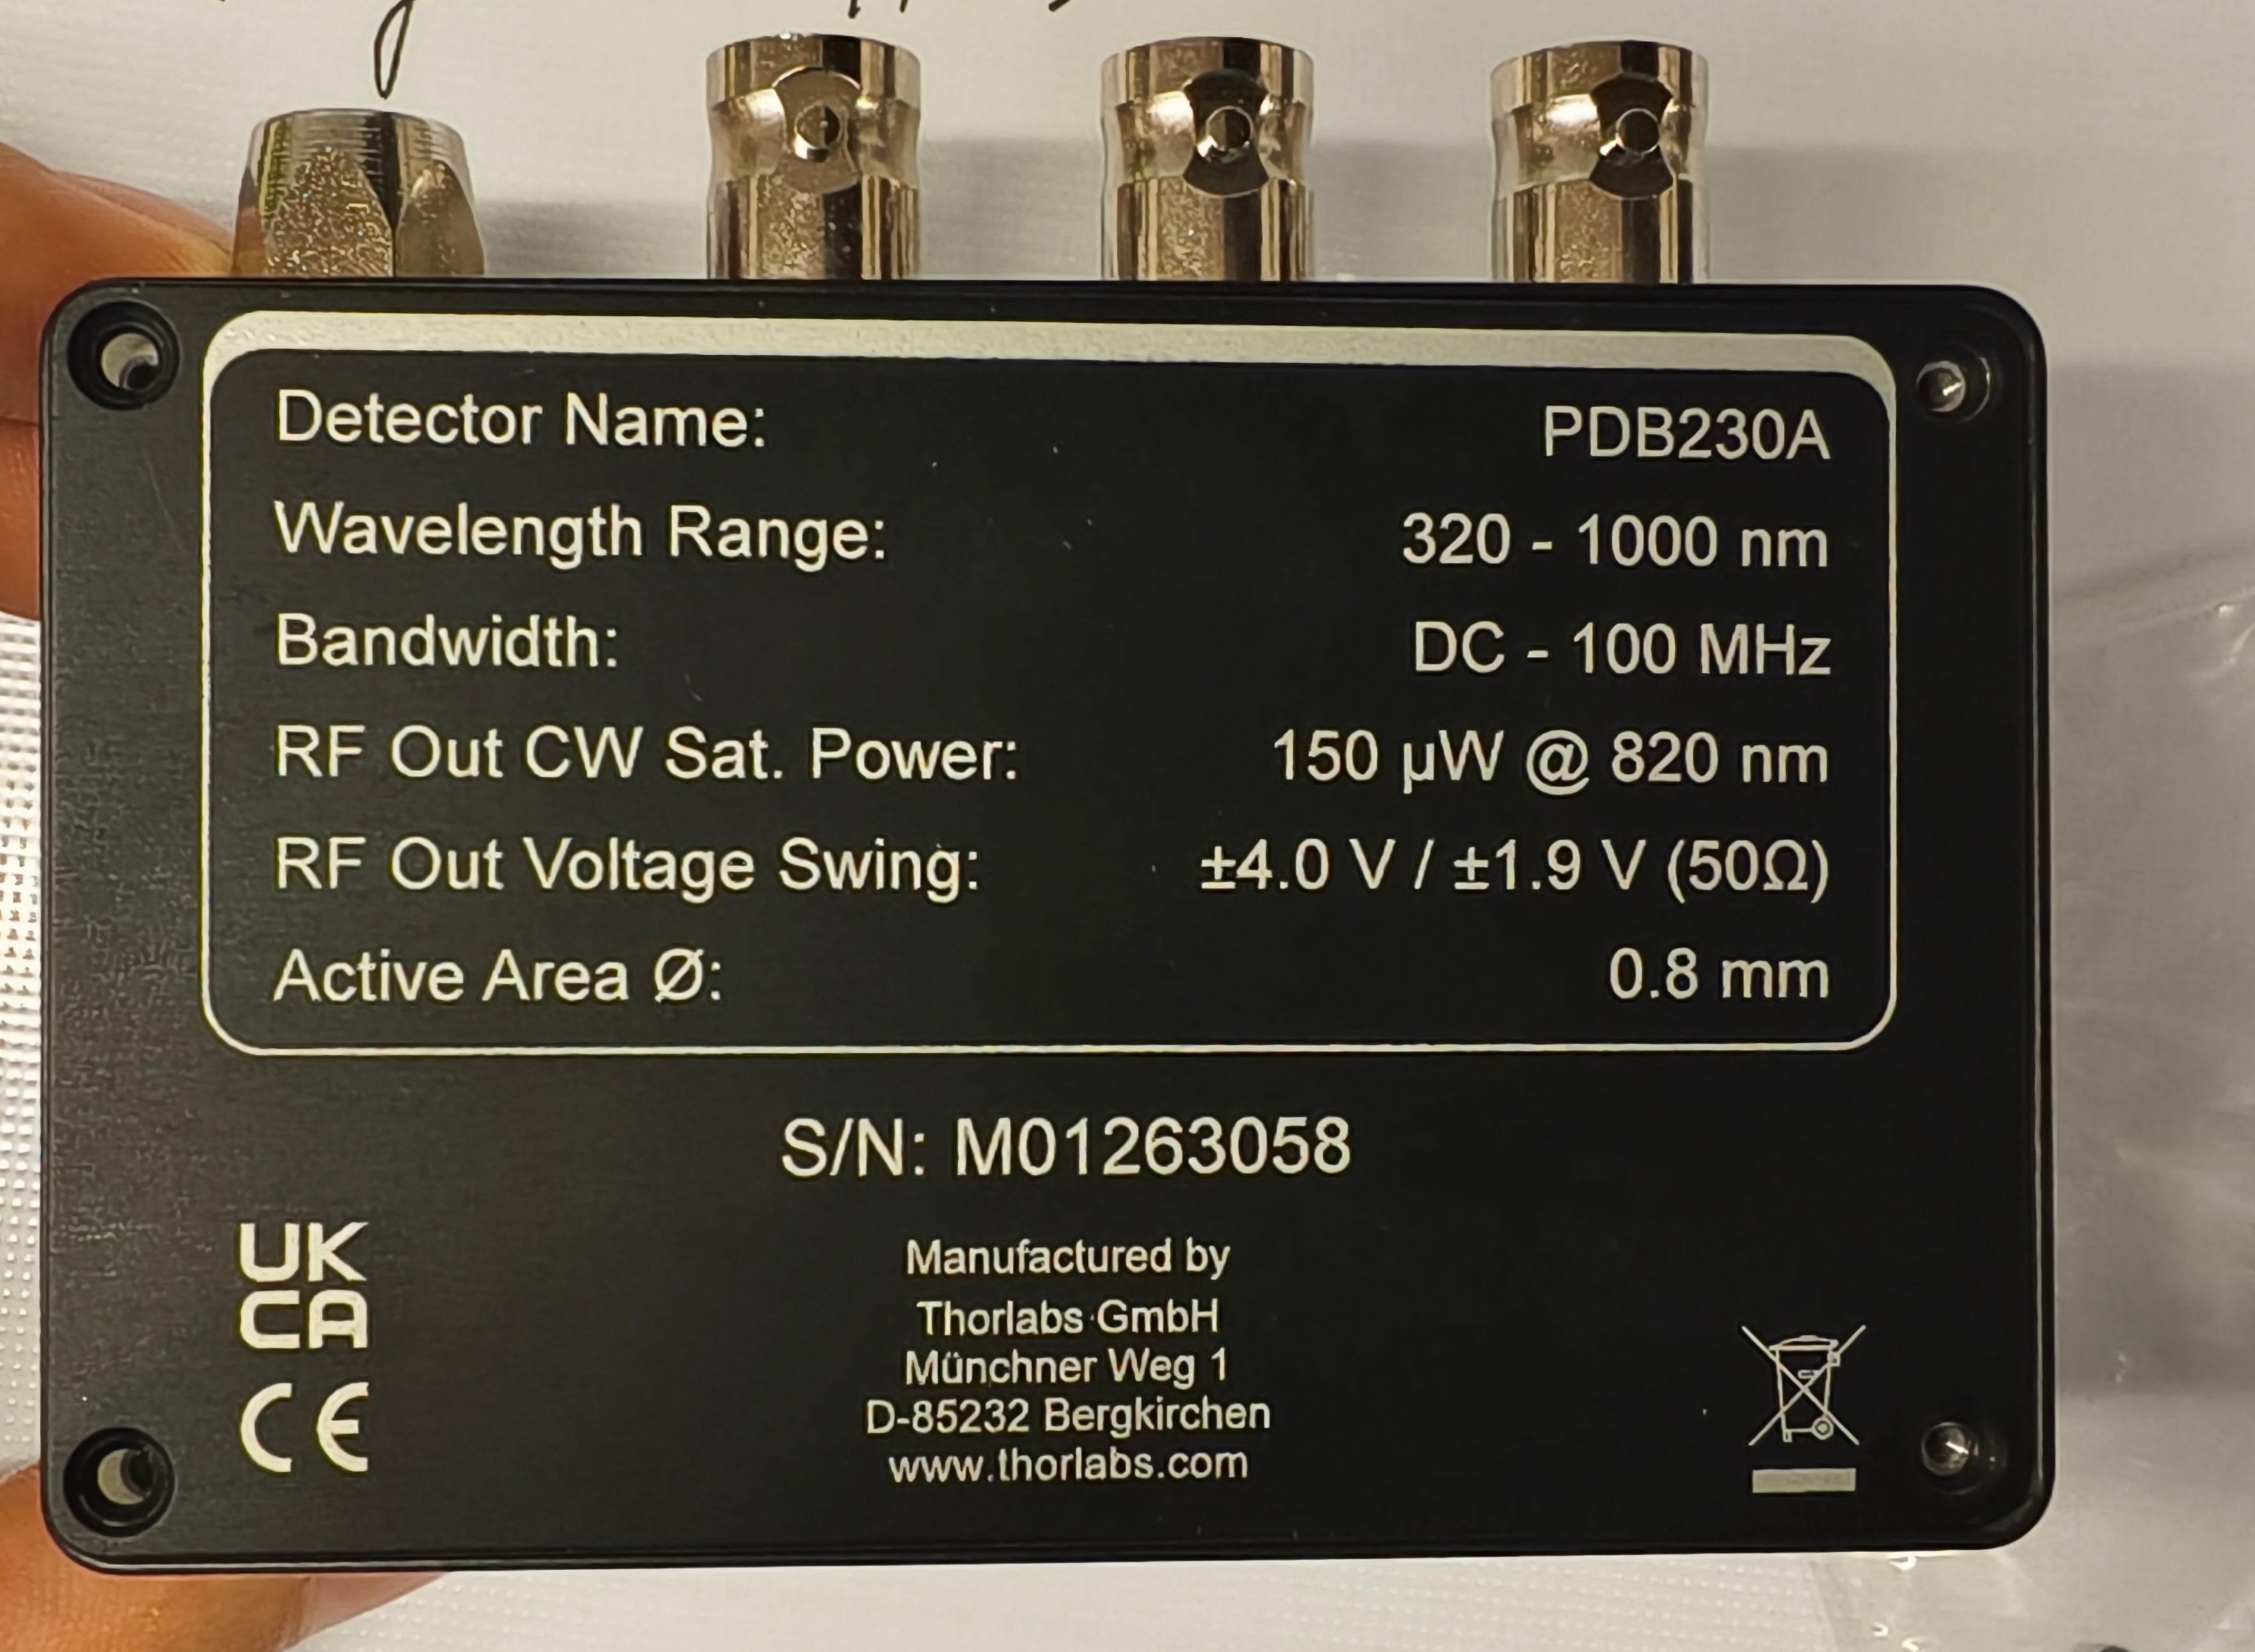 Detector Name: PDB230A
Wavelength Range: 320 - 1000 nm
Bandwidth: DC - 100 MHz
RF Out CW Sat. Power: 150 µW @ 820 nm
RF Out Voltage Swing: ±4.0 V / ±1.9 V (50Ω)
Active Area Ø: 0.8 mm
S/N: M01263058
UK
CA
CE
Manufactured by
Thorlabs GmbH
Münchner Weg 1
D-85232 Bergkirchen
www.thorlabs.com